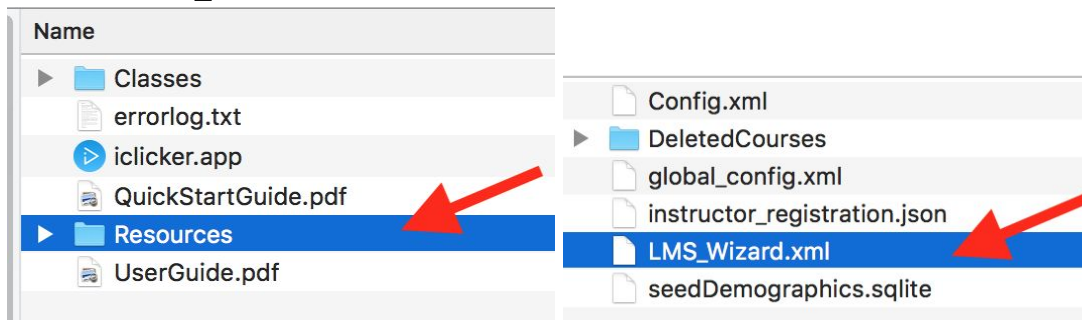 Name
Classes
errorlog.txt
iclicker.app
QuickStartGuide.pdf
Resources
UserGuide.pdf
Config.xml
DeletedCourses
global_config.xml
instructor_registration.json
LMS_Wizard.xml
seedDemographics.sqlite